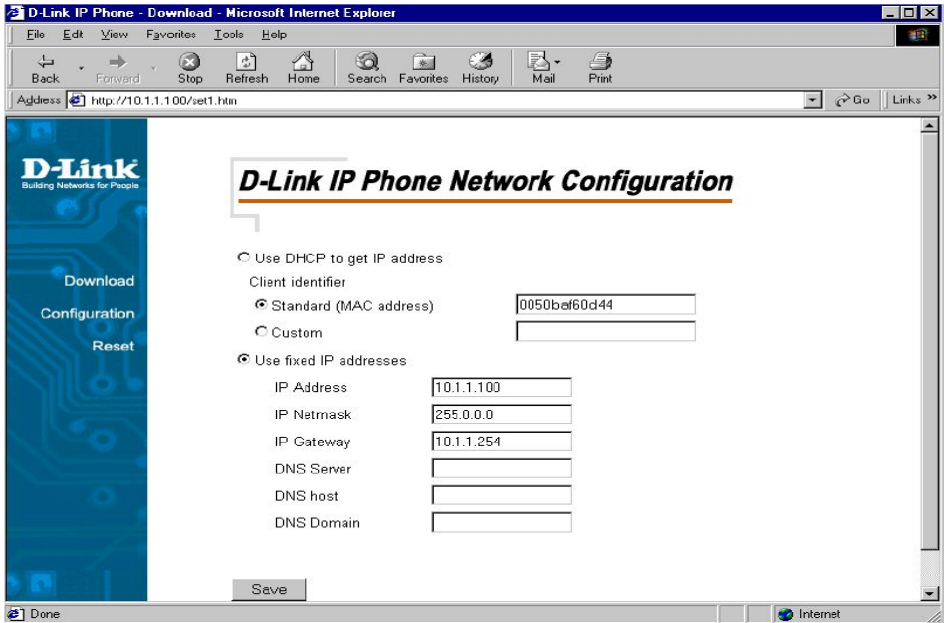 D-Link IP Phone - Download - Microsoft Internet Explorer
File Edit View Favorites Tools Help
Back Forward Stop Refresh Home Search Favorites History Mail Print
Address http://10.1.1.100/set1.htm Go Links »
D-Link
Building Networks for People
Download
Configuration
Reset
D-Link IP Phone Network Configuration
Use DHCP to get IP address
Client identifier
Standard (MAC address) 0050baf60d44
Custom
Use fixed IP addresses
IP Address 10.1.1.100
IP Netmask 255.0.0.0
IP Gateway 10.1.1.254
DNS Server
DNS host
DNS Domain
Save
Done Internet